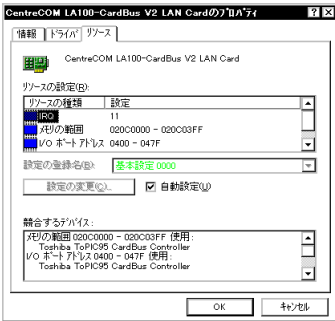 CentreCOM LA100-CardBus V2 LAN Cardのﾌﾟﾛﾊﾟﾃｨ
情報 ﾄﾞﾗｲﾊﾞ ﾘｿｰｽ
CentreCOM LA100-CardBus V2 LAN Card
リソースの設定(R):
リソースの種類 設定
IRQ 11
ﾒﾓﾘの範囲 020C0000 - 020C03FF
I/O ﾎﾟｰﾄ ｱﾄﾞﾚｽ 0400 - 047F
設定の登録名(B): 基本設定 0000
設定の変更(C)... 自動設定(U)
競合するデバイス:
ﾒﾓﾘの範囲 020C0000 - 020C03FF 使用:
Toshiba ToPIC95 CardBus Controller
I/O ﾎﾟｰﾄ ｱﾄﾞﾚｽ 0400 - 047F 使用:
Toshiba ToPIC95 CardBus Controller
OK ｷｬﾝｾﾙ